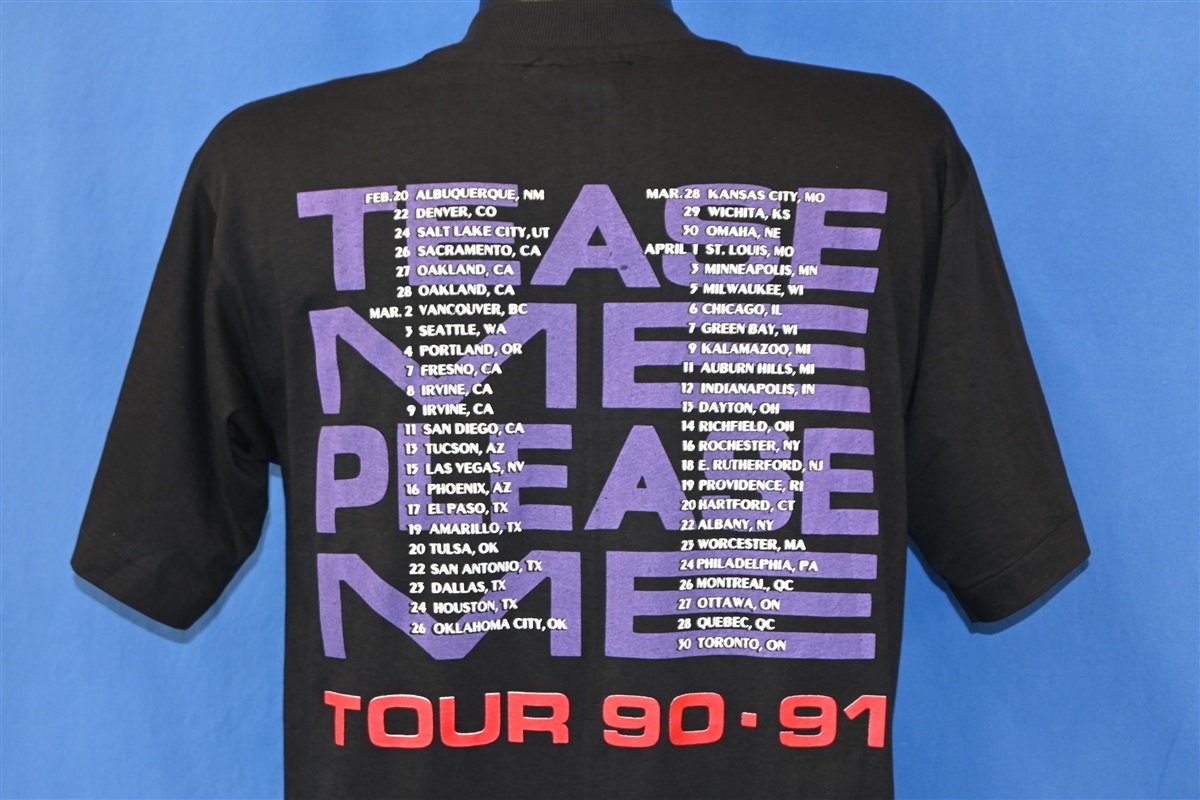 TEASE
ME
PLEASE
ME
FEB. 20 ALBUQUERQUE, NM
22 DENVER, CO
24 SALT LAKE CITY, UT
26 SACRAMENTO, CA
27 OAKLAND, CA
28 OAKLAND, CA
MAR. 2 VANCOUVER, BC
3 SEATTLE, WA
4 PORTLAND, OR
7 FRESNO, CA
8 IRVINE, CA
9 IRVINE, CA
11 SAN DIEGO, CA
13 TUCSON, AZ
15 LAS VEGAS, NV
16 PHOENIX, AZ
17 EL PASO, TX
19 AMARILLO, TX
20 TULSA, OK
22 SAN ANTONIO, TX
23 DALLAS, TX
24 HOUSTON, TX
26 OKLAHOMA CITY, OK
MAR. 28 KANSAS CITY, MO
29 WICHITA, KS
30 OMAHA, NE
APRIL 1 ST. LOUIS, MO
3 MINNEAPOLIS, MN
5 MILWAUKEE, WI
6 CHICAGO, IL
7 GREEN BAY, WI
9 KALAMAZOO, MI
11 AUBURN HILLS, MI
12 INDIANAPOLIS, IN
13 DAYTON, OH
14 RICHFIELD, OH
16 ROCHESTER, NY
18 E. RUTHERFORD, NJ
19 PROVIDENCE, RI
20 HARTFORD, CT
22 ALBANY, NY
23 WORCESTER, MA
24 PHILADELPHIA, PA
26 MONTREAL, QC
27 OTTAWA, ON
28 QUEBEC, QC
30 TORONTO, ON
TOUR 90 · 91